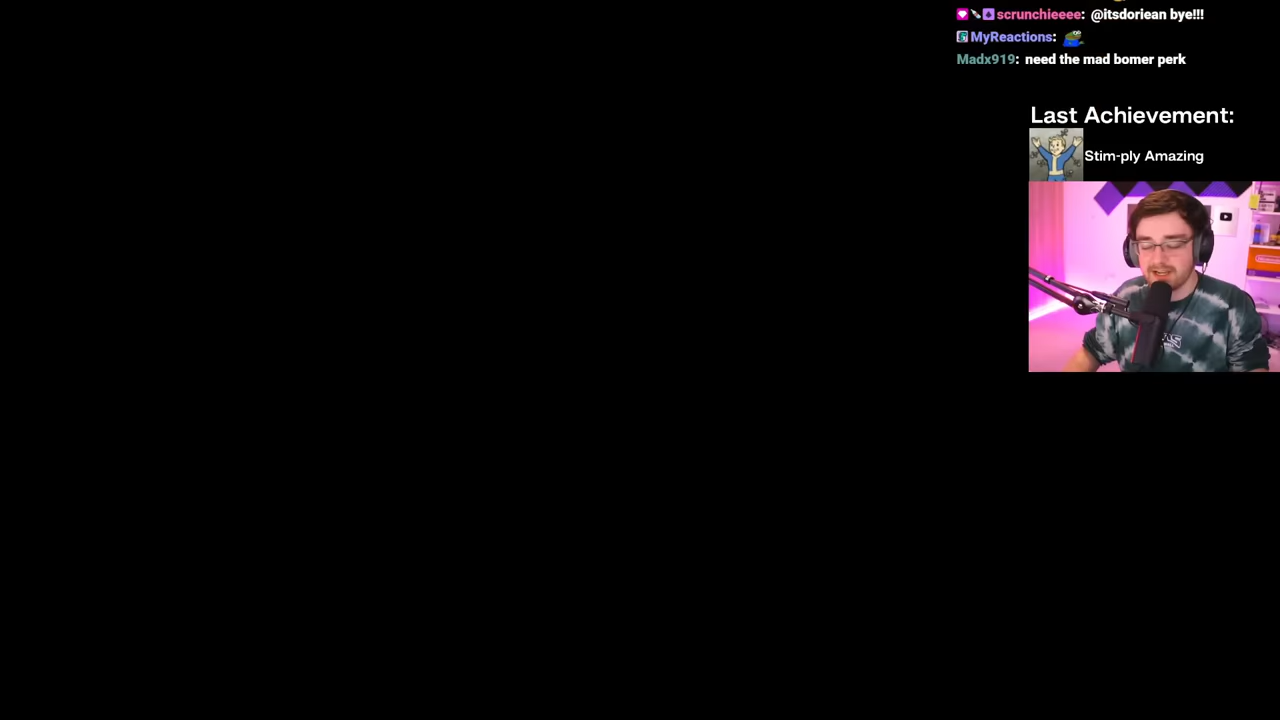 scrunchieeee: @itsdoriean bye!!!
MyReactions:
Madx919: need the mad bomer perk
Last Achievement:
Stim-ply Amazing